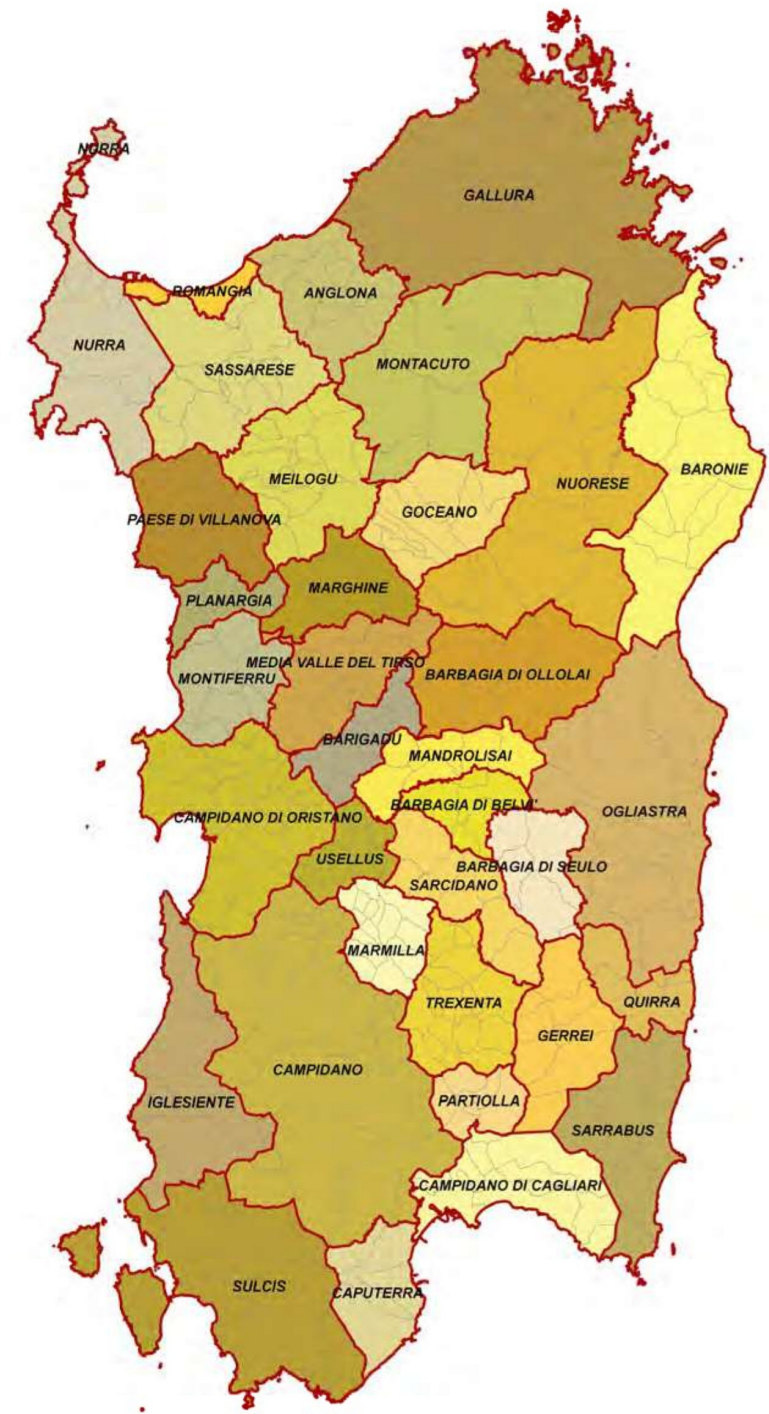 NURRA
GALLURA
ROMANGIA
ANGLONA
NURRA
SASSARESE
MONTACUTO
BARONIE
MEILOGU
NUORESE
GOCEANO
PAESE DI VILLANOVA
MARGHINE
PLANARGIA
MEDIA VALLE DEL TIRSO
BARBAGIA DI OLLOLAI
MONTIFERRU
BARIGADU
MANDROLISAI
BARBAGIA DI BELVI'
OGLIASTRA
CAMPIDANO DI ORISTANO
USELLUS
BARBAGIA DI SEULO
SARCIDANO
MARMILLA
TREXENTA
QUIRRA
GERREI
CAMPIDANO
IGLESIENTE
PARTIOLLA
SARRABUS
CAMPIDANO DI CAGLIARI
SULCIS
CAPUTERRA